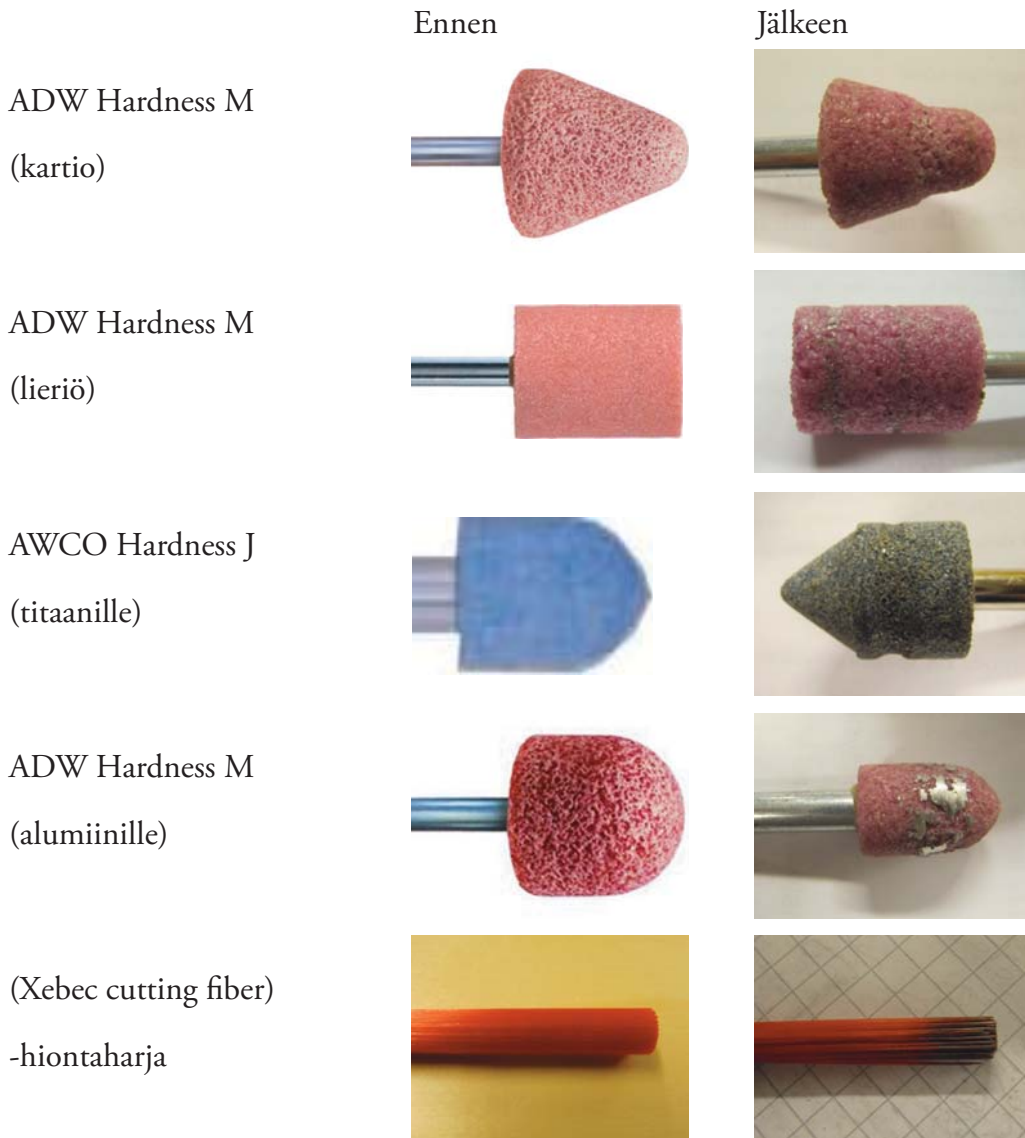 Ennen Jälkeen
ADW Hardness M
(kartio)
ADW Hardness M
(lieriö)
AWCO Hardness J
(titaanille)
ADW Hardness M
(alumiinille)
(Xebec cutting fiber)
-hiontaharja